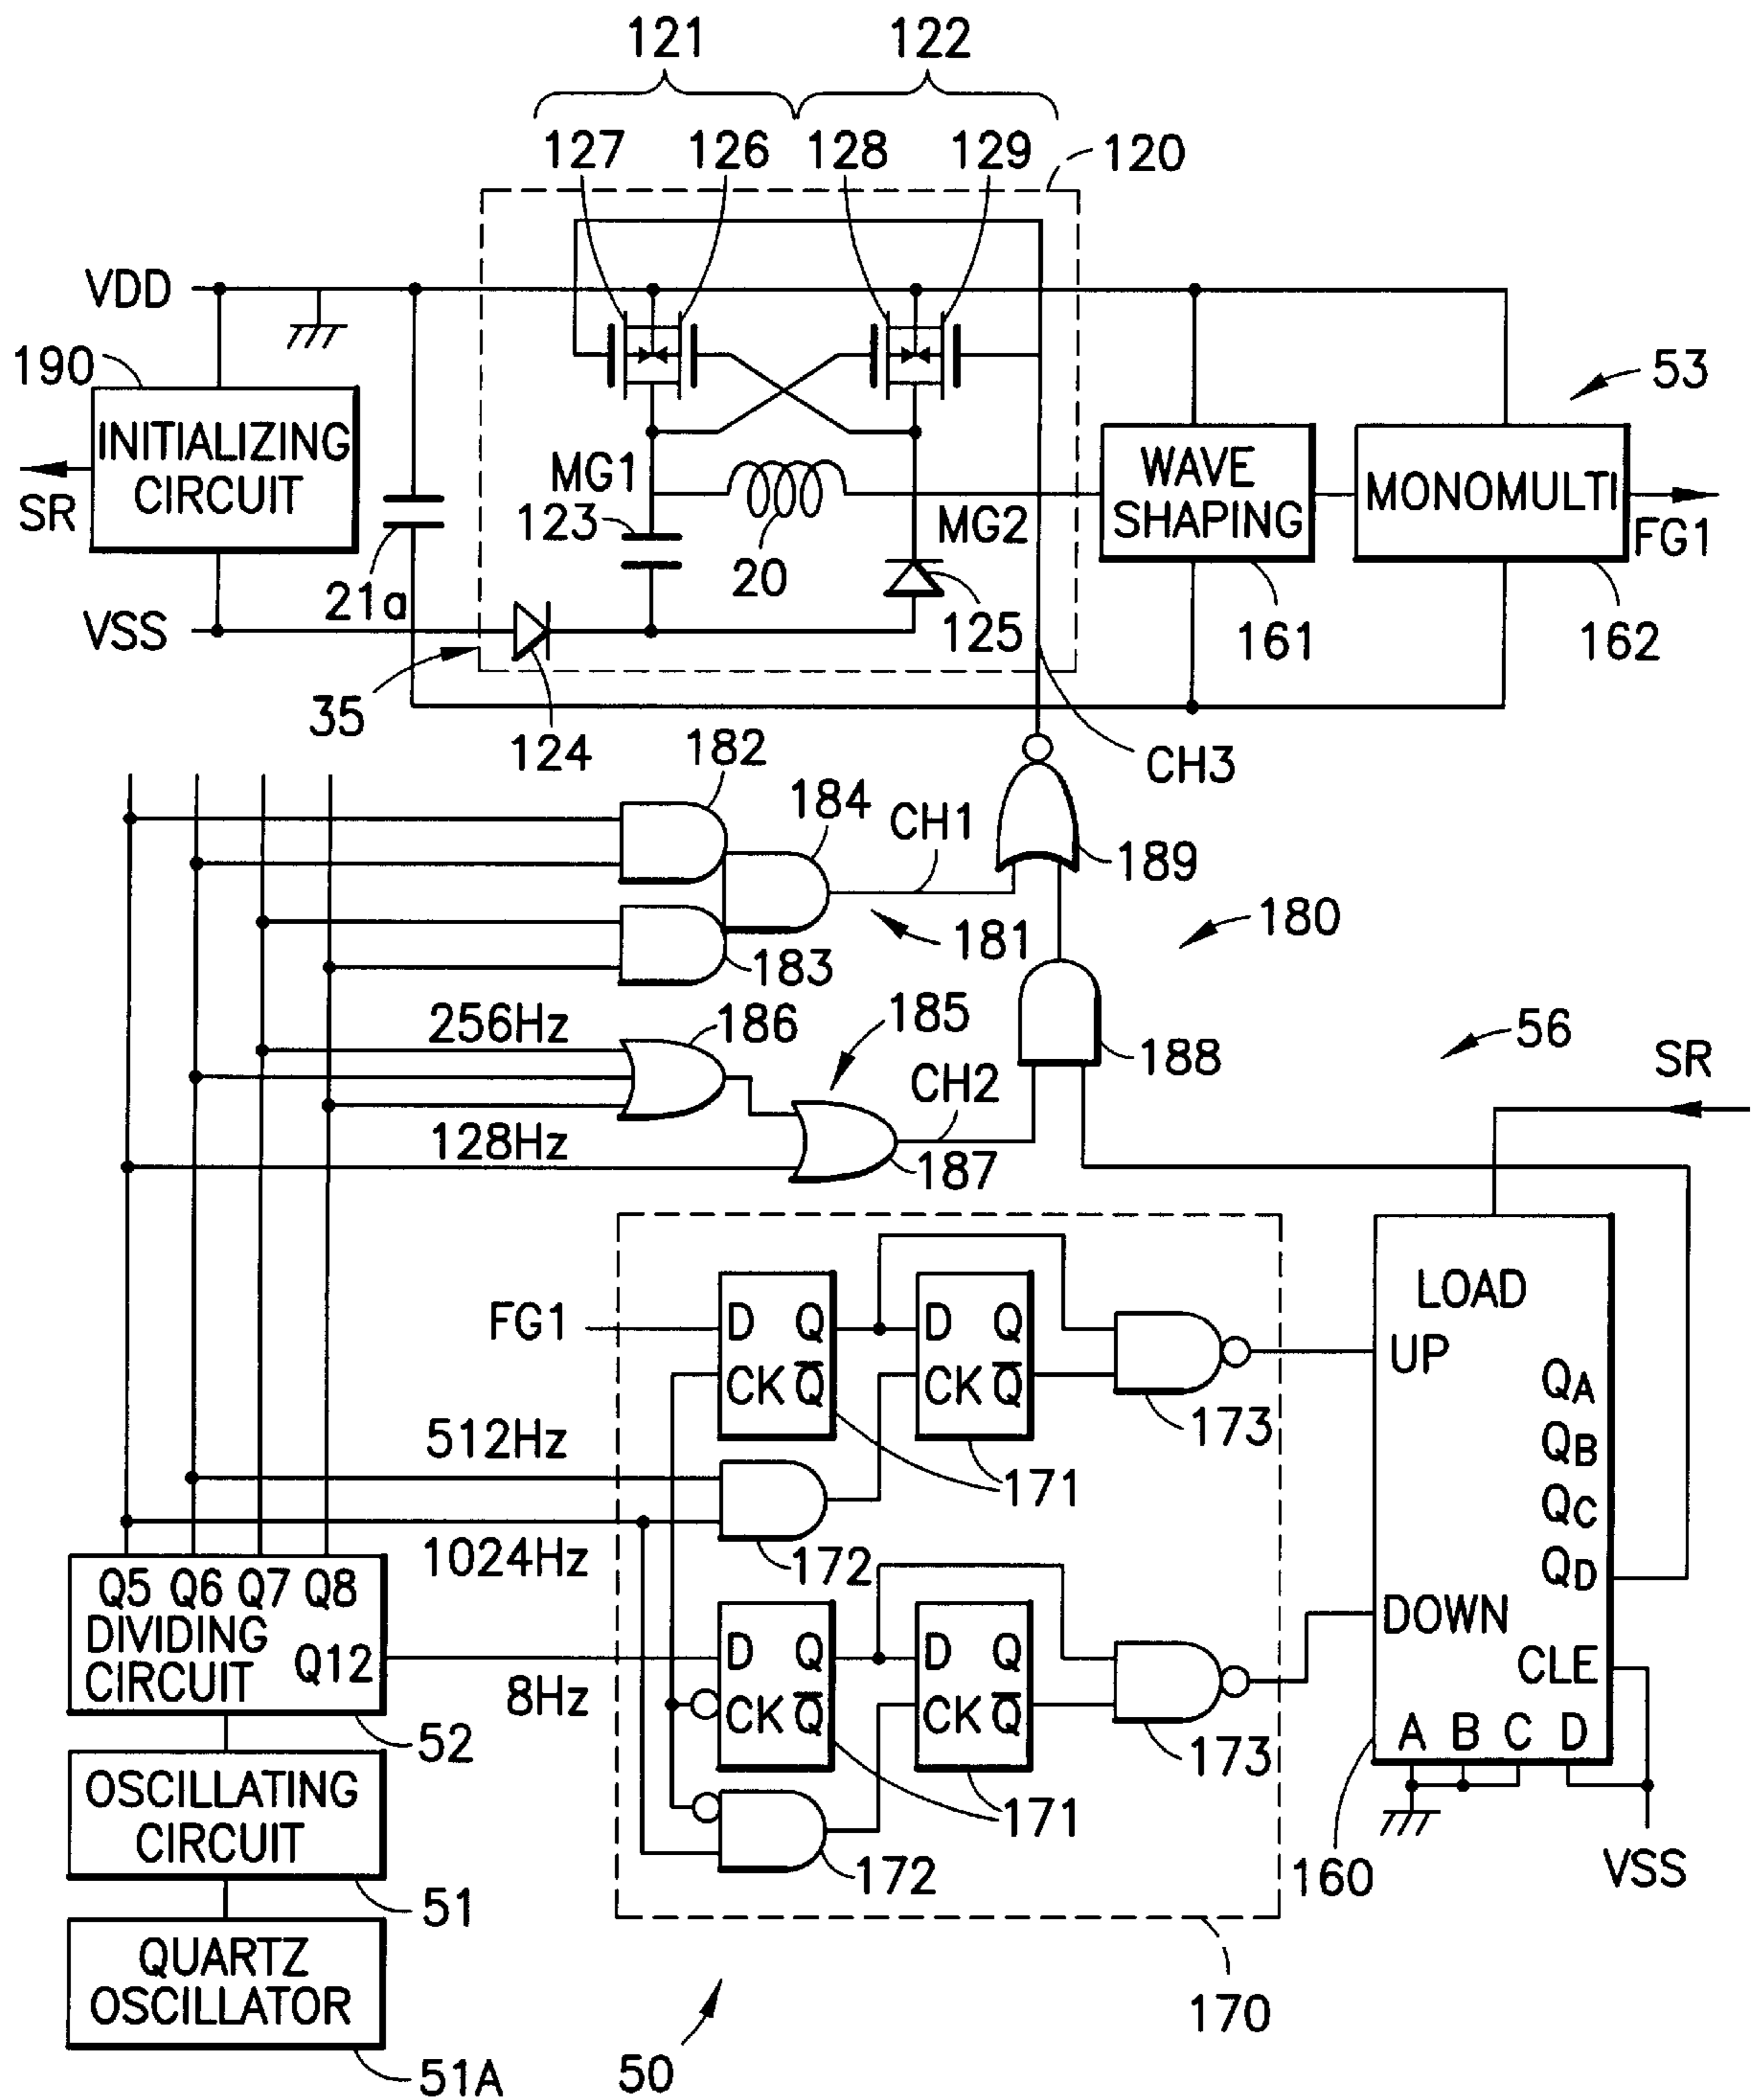 121 122
127 126 128 129 120
VDD
190
INITIALIZING
CIRCUIT
SR
53
MG1
123
20
MG2
WAVE
SHAPING
MONOMULTI
FG1
21a
VSS
125
161
162
35
124
182
184
CH1
CH3
189
181
180
183
256Hz
186
185
188
56
SR
128Hz
CH2
187
LOAD
FG1
D Q
CK Q̅
D Q
CK Q̅
UP
173
QA
QB
QC
QD
512Hz
171
1024Hz
172
Q5 Q6 Q7 Q8
DIVIDING
CIRCUIT
Q12
8Hz
D Q
CK Q̅
D Q
CK Q̅
DOWN
CLE
173
A B C D
52
OSCILLATING
CIRCUIT
171
172
160
VSS
51
QUARTZ
OSCILLATOR
170
50
51A